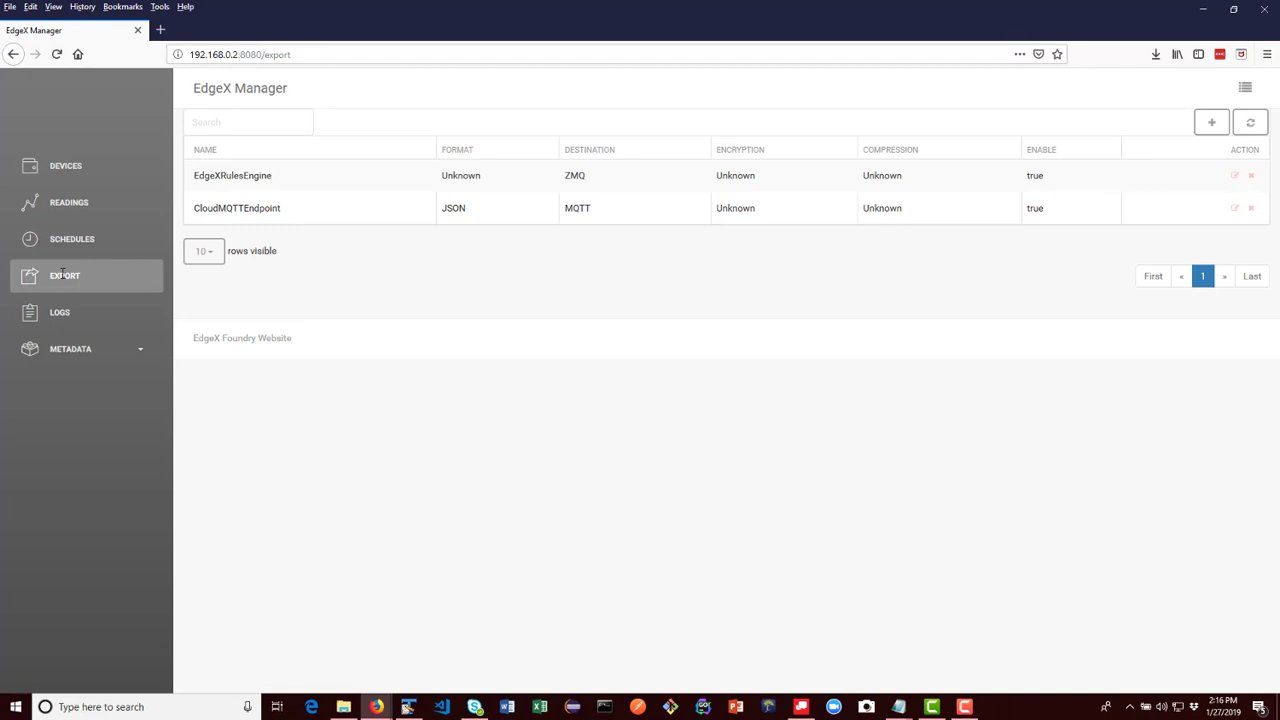 File Edit View History Bookmarks Tools Help
EdgeX Manager
192.168.0.2:8080/export
EdgeX Manager
DEVICES
READINGS
SCHEDULES
EXPORT
LOGS
METADATA
Search
NAME FORMAT DESTINATION ENCRYPTION COMPRESSION ENABLE ACTION
EdgeXRulesEngine Unknown ZMQ Unknown Unknown true
CloudMQTTEndpoint JSON MQTT Unknown Unknown true
10 rows visible
First « 1 » Last
EdgeX Foundry Website
Type here to search
2:16 PM
1/27/2019